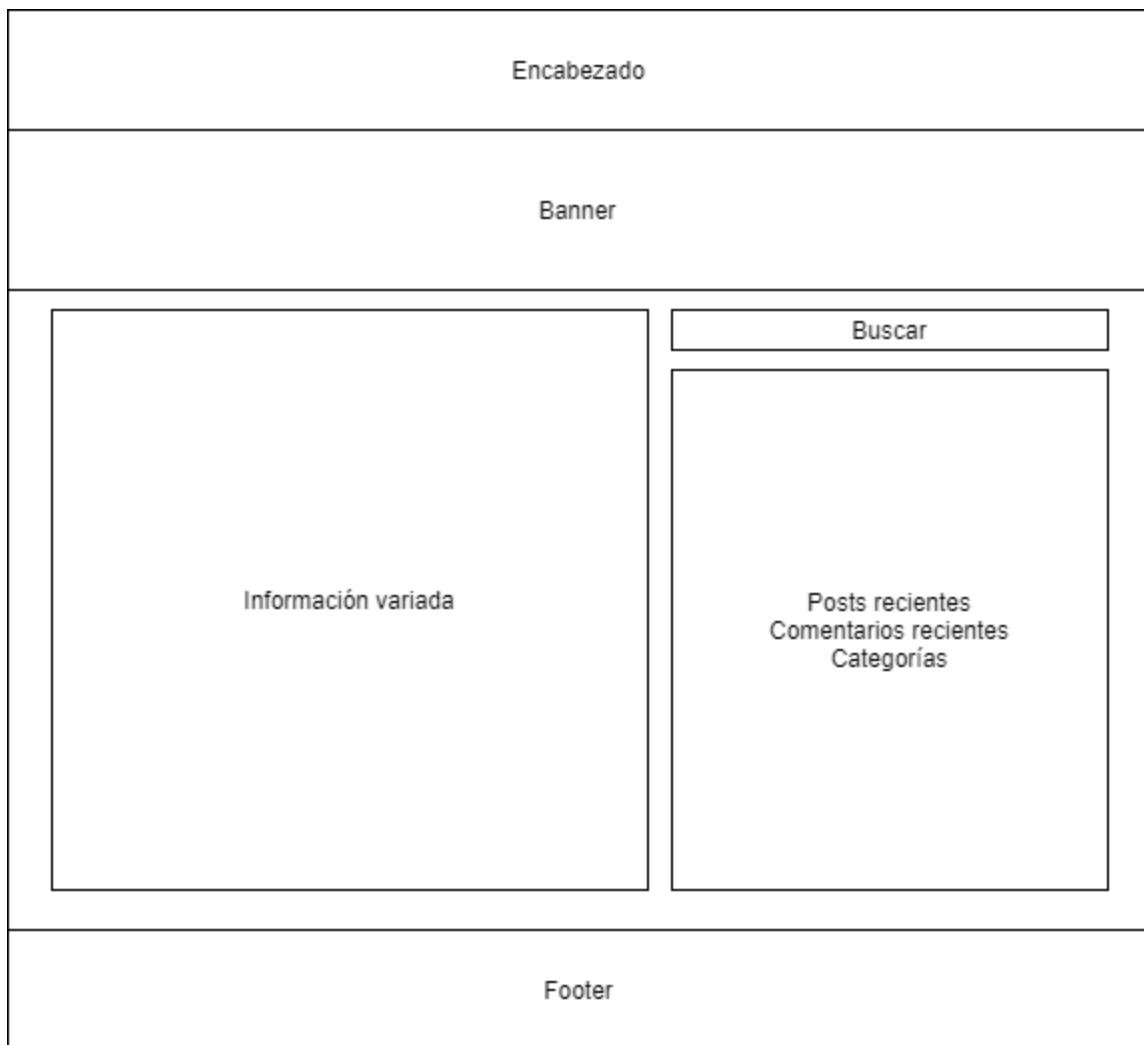 Encabezado
Banner
Información variada
Buscar
Posts recientes
Comentarios recientes
Categorías
Footer